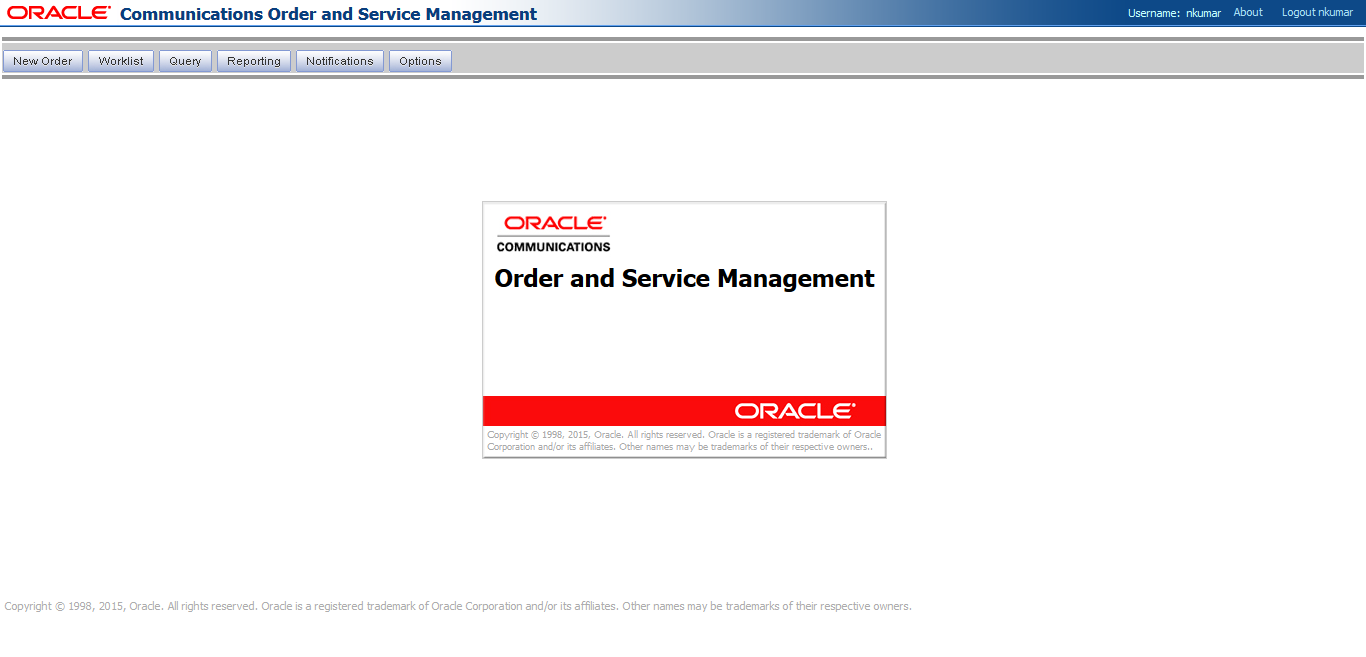 ORACLE Communications Order and Service Management Username: nkumar About Logout nkumar
New Order Worklist Query Reporting Notifications Options
ORACLE
COMMUNICATIONS
Order and Service Management
ORACLE
Copyright © 1998, 2015, Oracle. All rights reserved. Oracle is a registered trademark of Oracle
Corporation and/or its affiliates. Other names may be trademarks of their respective owners..
Copyright © 1998, 2015, Oracle. All rights reserved. Oracle is a registered trademark of Oracle Corporation and/or its affiliates. Other names may be trademarks of their respective owners.